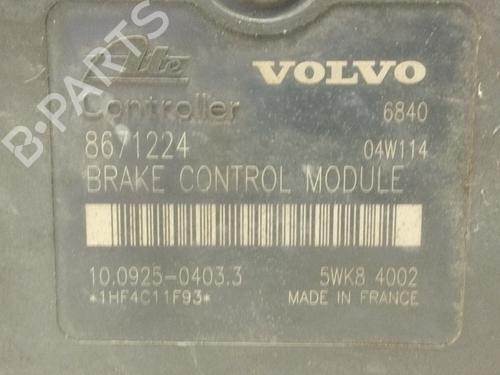 Ate VOLVO
Controller 6840
8671224 04W114
BRAKE CONTROL MODULE
10.0925-0403.3 5WK8 4002
*1HF4C11F93* MADE IN FRANCE
B-PARTS